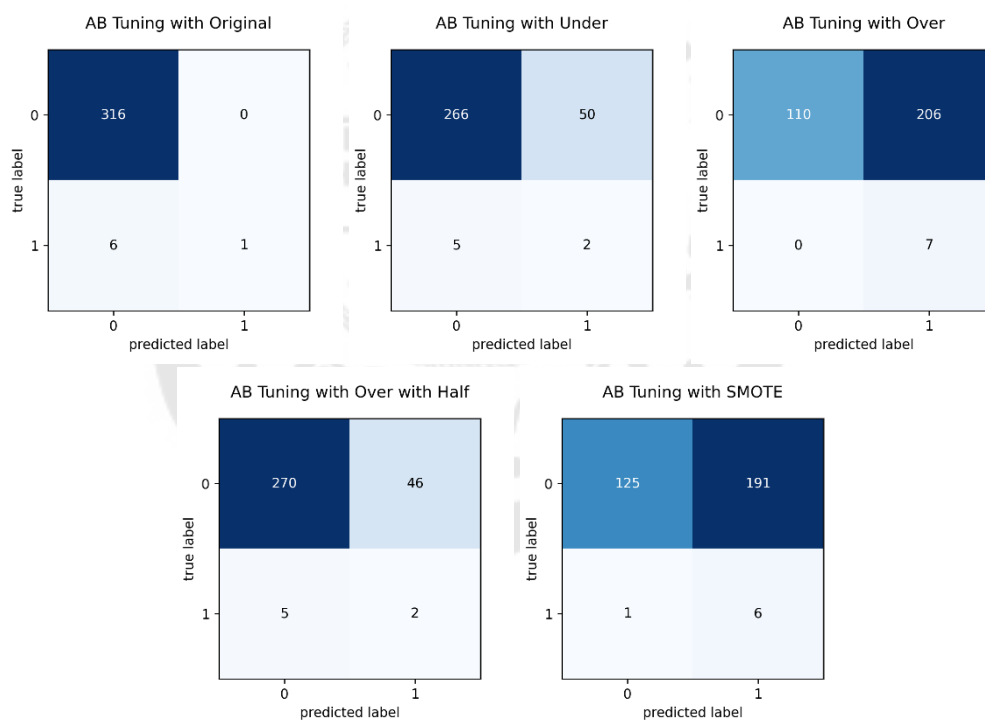 AB Tuning with Original
0
316
0
true label
1
6
1
0
1
predicted label
AB Tuning with Under
0
266
50
true label
1
5
2
0
1
predicted label
AB Tuning with Over
0
110
206
true label
1
0
7
0
1
predicted label
AB Tuning with Over with Half
0
270
46
true label
1
5
2
0
1
predicted label
AB Tuning with SMOTE
0
125
191
true label
1
1
6
0
1
predicted label